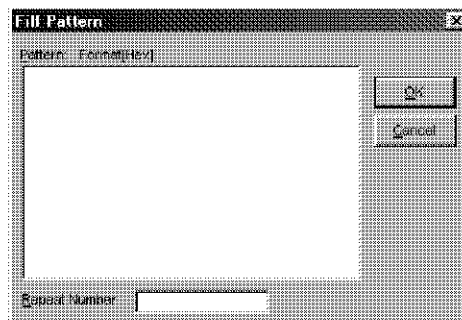 Fill Pattern
Pattern: Format[Hex]
OK
Cancel
Repeat Number